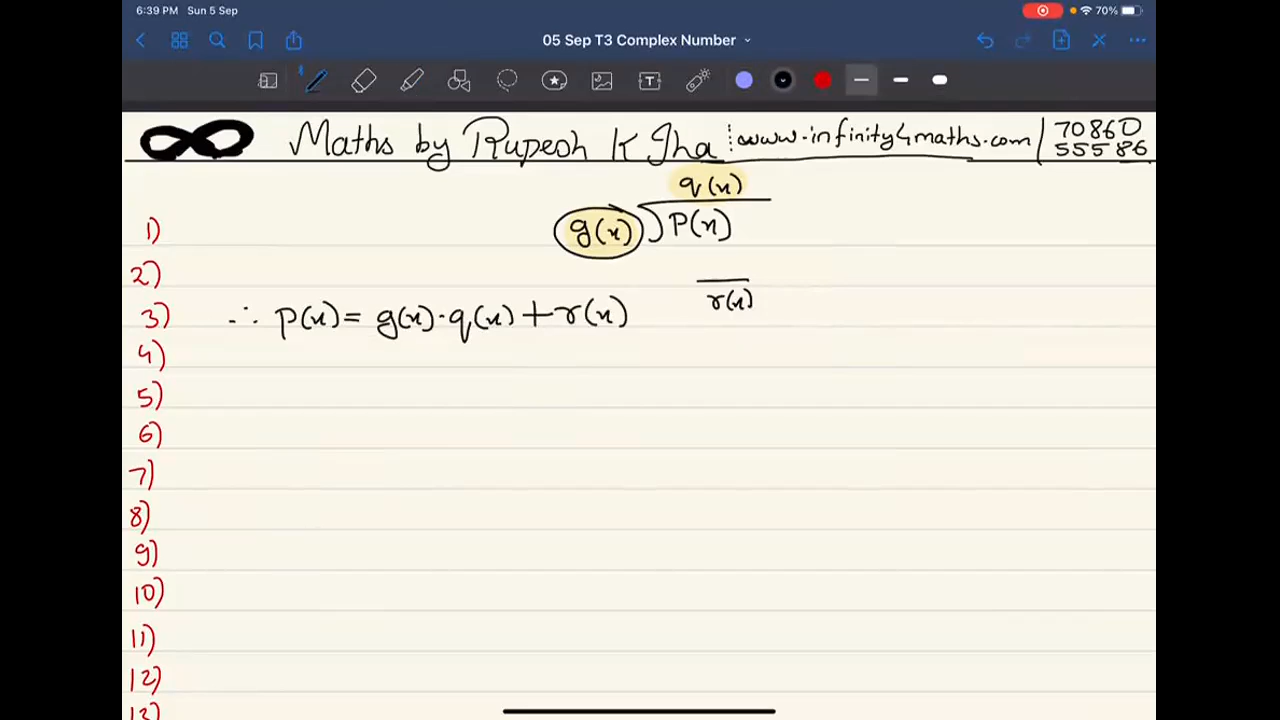 6:39 PM Sun 5 Sep 70%
05 Sep T3 Complex Number
Maths by Rupesh K Jha www.infinity4maths.com 70860 55586
q(x)
1) g(x) P(x)
2)
r(x)
3) ∴ p(x) = g(x)·q(x)+r(x)
4)
5)
6)
7)
8)
9)
10)
11)
12)
13)